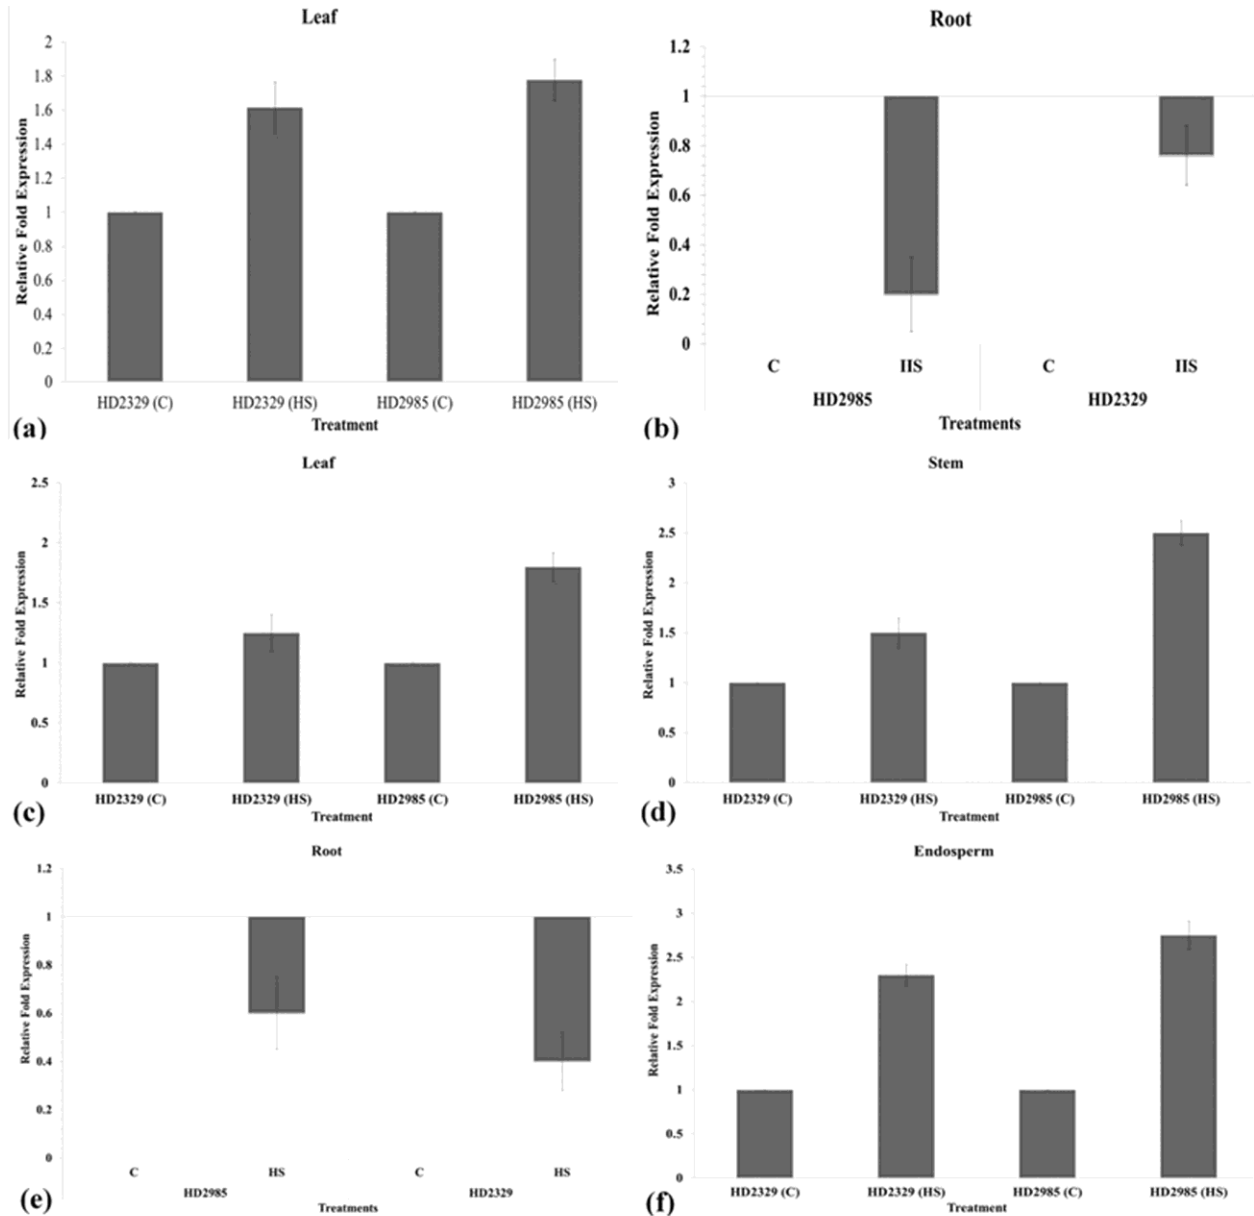 Leaf
2
1.8
1.6
1.4
1.2
1
0.8
0.6
0.4
0.2
0
Relative Fold Expression
HD2329 (C) HD2329 (HS) HD2985 (C) HD2985 (HS)
Treatment
(a)
Root
1.2
1
0.8
0.6
0.4
0.2
0
Relative Fold Expression
C IIS C IIS
HD2985 HD2329
Treatments
(b)
Leaf
2.5
2
1.5
1
0.5
0
Relative Fold Expression
HD2329 (C) HD2329 (HS) HD2985 (C) HD2985 (HS)
Treatment
(c)
Stem
3
2.5
2
1.5
1
0.5
0
Relative Fold Expression
HD2329 (C) HD2329 (HS) HD2985 (C) HD2985 (HS)
Treatment
(d)
Root
1.2
1
0.8
0.6
0.4
0.2
0
Relative Fold Expression
C HS C HS
HD2985 HD2329
Treatments
(e)
Endosperm
3.5
3
2.5
2
1.5
1
0.5
0
Relative Fold Expression
HD2329 (C) HD2329 (HS) HD2985 (C) HD2985 (HS)
Treatment
(f)